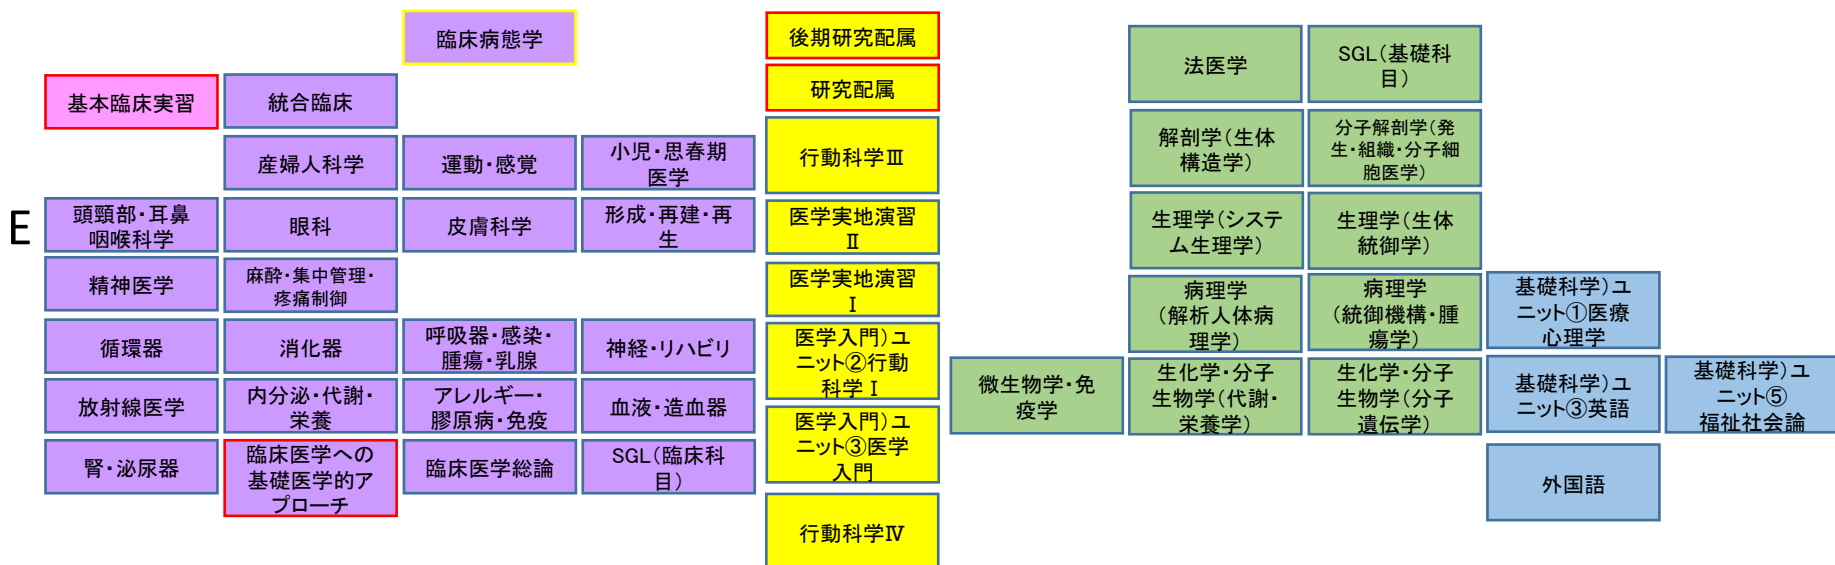 臨床病態学
後期研究配属
法医学
SGL(基礎科
目)
基本臨床実習
統合臨床
研究配属
産婦人科学
運動・感覚
小児・思春期
医学
行動科学Ⅲ
解剖学(生体
構造学)
分子解剖学(発
生・組織・分子細
胞医学)
E
頭頸部・耳鼻
咽喉科学
眼科
皮膚科学
形成・再建・再
生
医学実地演習
Ⅱ
生理学(システ
ム生理学)
生理学(生体
統御学)
精神医学
麻酔・集中管理・
疼痛制御
医学実地演習
Ⅰ
病理学
(解析人体病
理学)
病理学
(統御機構・腫
瘍学)
基礎科学)ユ
ニット①医療
心理学
循環器
消化器
呼吸器・感染・
腫瘍・乳腺
神経・リハビリ
医学入門)ユ
ニット②行動
科学Ⅰ
微生物学・免
疫学
生化学・分子
生物学(代謝・
栄養学)
生化学・分子
生物学(分子
遺伝学)
基礎科学)ユ
ニット③英語
基礎科学)ユ
ニット⑤
福祉社会論
放射線医学
内分泌・代謝・
栄養
アレルギー・
膠原病・免疫
血液・造血器
医学入門)ユ
ニット③医学
入門
腎・泌尿器
臨床医学への
基礎医学的ア
プローチ
臨床医学総論
SGL(臨床科
目)
外国語
行動科学Ⅳ